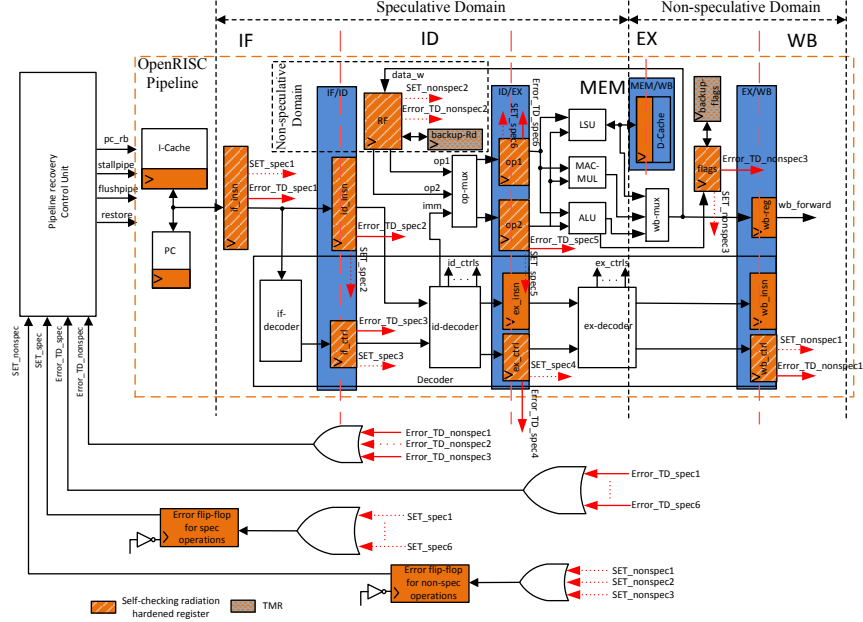 Speculative Domain
Non-speculative Domain
IF
ID
EX
WB
OpenRISC
Pipeline
Non-speculative
Domain
data_w
SET_nonspec2
Error_TD_nonspec2
RF
backup-Rd
IF/ID
ID/EX
Error_TD_spec6
SET_spec6
MEM
MEM/WB
D-Cache
EX/WB
backup-
flags
LSU
MAC-
MUL
ALU
wb-mux
flags
Error_TD_nonspec3
SET_nonspec3
wb-reg
wb_forward
Pipeline recovery
Control Unit
pc_rb
stallpipe
flushpipe
restore
I-Cache
PC
if_insn
SET_spec1
Error_TD_spec1
id_insn
Error_TD_spec2
SET_spec2
op1
op2
imm
op-mux
op1
op2
Error_TD_spec5
SET_spec5
id_ctrls
ex_ctrls
if-
decoder
if_ctrl
Error_TD_spec3
SET_spec3
id-decoder
ex_insn
ex_ctrl
SET_spec4
Error_TD_spec4
ex-decoder
wb_insn
wb_ctrl
SET_nonspec1
Error_TD_nonspec1
Decoder
SET_nonspec
SET_spec
Error_TD_spec
Error_TD_nonspec
Error_TD_nonspec1
Error_TD_nonspec2
Error_TD_nonspec3
Error_TD_spec1
Error_TD_spec6
Error flip-flop
for spec
operations
SET_spec1
SET_spec6
Error flip-flop
for non-spec
operations
SET_nonspec1
SET_nonspec2
SET_nonspec3
Self-checking radiation
hardened register
TMR